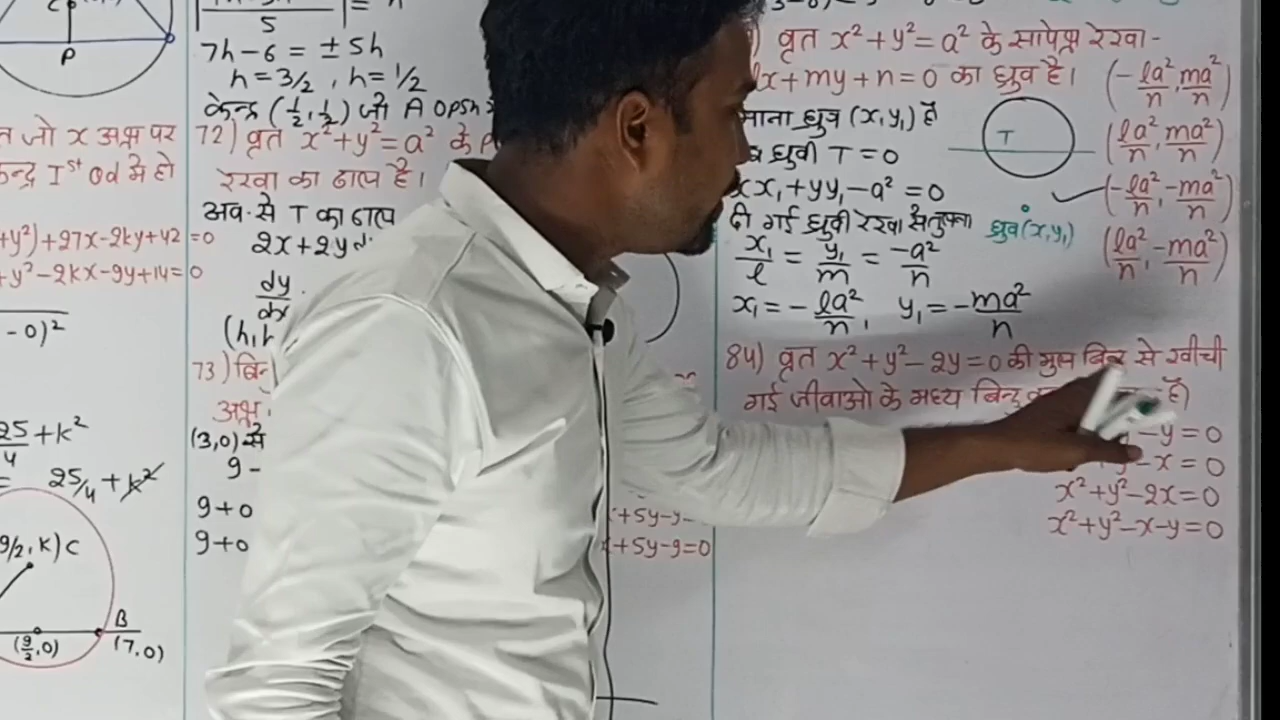 C
P
5
7h-6 = ±5h
h=3/2, h=1/2
केन्द्र (1/2, 1/2) जो A opsn
त जो x अक्ष पर
केन्द्र Iˢᵗ Qd मे हो
+y²)+27x-2ky+42=0
+y²-2kx-9y+14=0
-0)²
25/4+k²
= 25/4+k²
9/2, k) C
(9/2, 0)
B
(7,0)
72) वृत x²+y²=a² के
रेखा का ढाल है।
अव. से T का ढाल
2x+2y
dy/dx
(h,
73)
अक्ष
(3,0) से
9-
9+0
9+0
x+5y-9=0
) वृत x²+y²=a² के सापेक्ष रेखा-
lx+my+n=0 का ध्रुव है।
(-la²/n, ma²/n)
(la²/n, ma²/n)
(-la²/n, -ma²/n)
(la²/n, -ma²/n)
माना ध्रुव (x,y₁) है
ध्रुवी T=0
xx₁+yy₁-a²=0
दी गई ध्रुवी रेखा से तुलना
x₁/l = y₁/m = -a²/n
x₁=-la²/n, y₁=-ma²/n
T
ध्रुव (x,y₁)
84) वृत x²+y²-2y=0 की मुल बिन्दु से खीची
गई जीवाओ के मध्य बिन्दु है)
-y=0
-x=0
x²+y²-2x=0
x²+y²-x-y=0